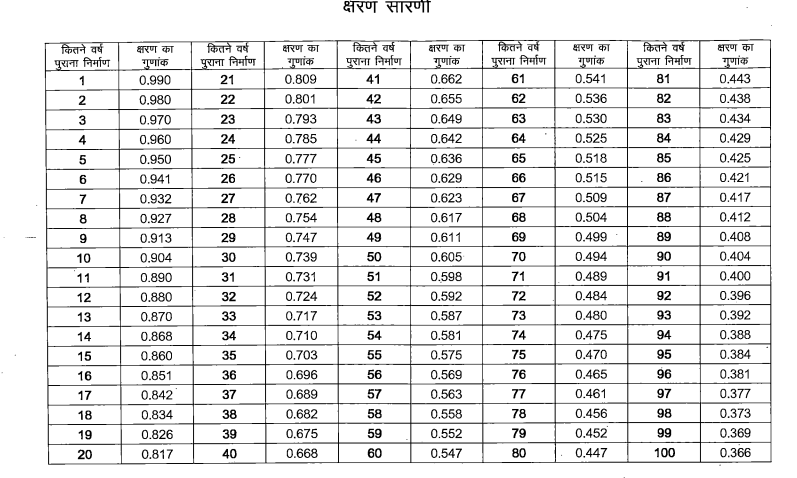 क्षरण सारणी
कितने वर्ष पुराना निर्माण क्षरण का गुणांक कितने वर्ष पुराना निर्माण क्षरण का गुणांक कितने वर्ष पुराना निर्माण क्षरण का गुणांक कितने वर्ष पुराना निर्माण क्षरण का गुणांक कितने वर्ष पुराना निर्माण क्षरण का गुणांक
1 0.990 21 0.809 41 0.662 61 0.541 81 0.443
2 0.980 22 0.801 42 0.655 62 0.536 82 0.438
3 0.970 23 0.793 43 0.649 63 0.530 83 0.434
4 0.960 24 0.785 44 0.642 64 0.525 84 0.429
5 0.950 25 0.777 45 0.636 65 0.518 85 0.425
6 0.941 26 0.770 46 0.629 66 0.515 86 0.421
7 0.932 27 0.762 47 0.623 67 0.509 87 0.417
8 0.927 28 0.754 48 0.617 68 0.504 88 0.412
9 0.913 29 0.747 49 0.611 69 0.499 89 0.408
10 0.904 30 0.739 50 0.605 70 0.494 90 0.404
11 0.890 31 0.731 51 0.598 71 0.489 91 0.400
12 0.880 32 0.724 52 0.592 72 0.484 92 0.396
13 0.870 33 0.717 53 0.587 73 0.480 93 0.392
14 0.868 34 0.710 54 0.581 74 0.475 94 0.388
15 0.860 35 0.703 55 0.575 75 0.470 95 0.384
16 0.851 36 0.696 56 0.569 76 0.465 96 0.381
17 0.842 37 0.689 57 0.563 77 0.461 97 0.377
18 0.834 38 0.682 58 0.558 78 0.456 98 0.373
19 0.826 39 0.675 59 0.552 79 0.452 99 0.369
20 0.817 40 0.668 60 0.547 80 0.447 100 0.366